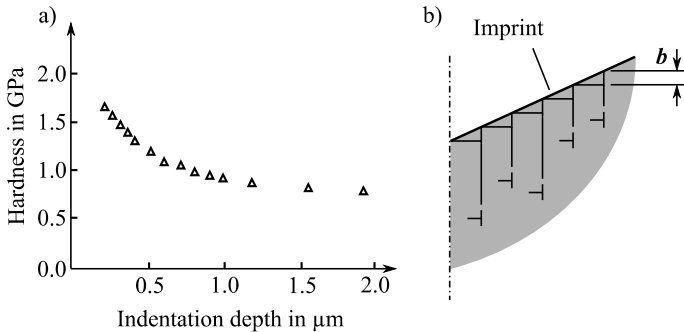 a)
2.0
1.5
1.0
0.5
0.0
0.5
1.0
1.5
2.0
Hardness in GPa
Indentation depth in µm
b)
Imprint
b